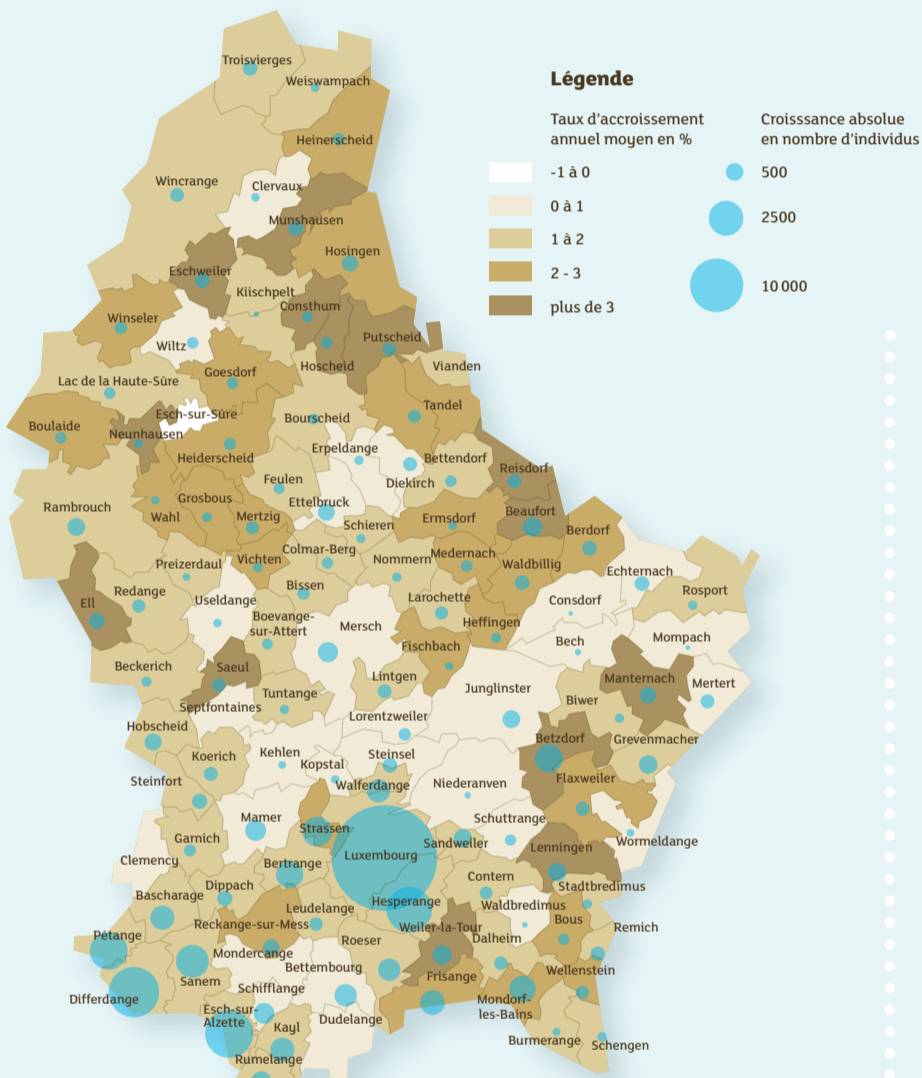 Légende
Taux d'accroissement
annuel moyen en %
Croisssance absolue
en nombre d'individus
-1 à 0
0 à 1
1 à 2
2 - 3
plus de 3
500
2500
10 000
Troisvierges
Weiswampach
Heinerscheid
Wincrange
Clervaux
Munshausen
Hosingen
Eschweiler
Kiischpelt
Consthum
Winseler
Wiltz
Putscheid
Hoscheid
Vianden
Goesdorf
Lac de la Haute-Sûre
Esch-sur-Sûre
Tandel
Bourscheid
Boulaide
Neunhausen
Erpeldange
Heiderscheid
Bettendorf
Reisdorf
Feulen
Diekirch
Grosbous
Ettelbruck
Rambrouch
Wahl
Mertzig
Schieren
Ermsdorf
Beaufort
Berdorf
Colmar-Berg
Vichten
Nommern
Medernach
Waldbillig
Preizerdaul
Echternach
Bissen
Redange
Useldange
Larochette
Consdorf
Rosport
Ell
Boevange-
sur-Attert
Mersch
Heffingen
Bech
Mompach
Fischbach
Beckerich
Saeul
Lintgen
Manternach
Mertert
Tuntange
Junglinster
Biwer
Septfontaines
Lorentzweiler
Hobscheid
Betzdorf
Grevenmacher
Kehlen
Koerich
Kopstal
Steinsel
Steinfort
Walferdange
Niederanven
Flaxweiler
Mamer
Schuttrange
Strassen
Garnich
Sandweiler
Lenningen
Wormeldange
Clemency
Luxembourg
Bertrange
Contern
Dippach
Stadtbredimus
Bascharage
Hesperange
Waldbredimus
Leudelange
Bous
Reckange-sur-Mess
Weiler-la-Tour
Remich
Pétange
Roeser
Dalheim
Mondercange
Bettembourg
Wellenstein
Sanem
Frisange
Schifflange
Differdange
Mondorf-
les-Bains
Esch-sur-
Alzette
Dudelange
Kayl
Burmerange
Schengen
Rumelange